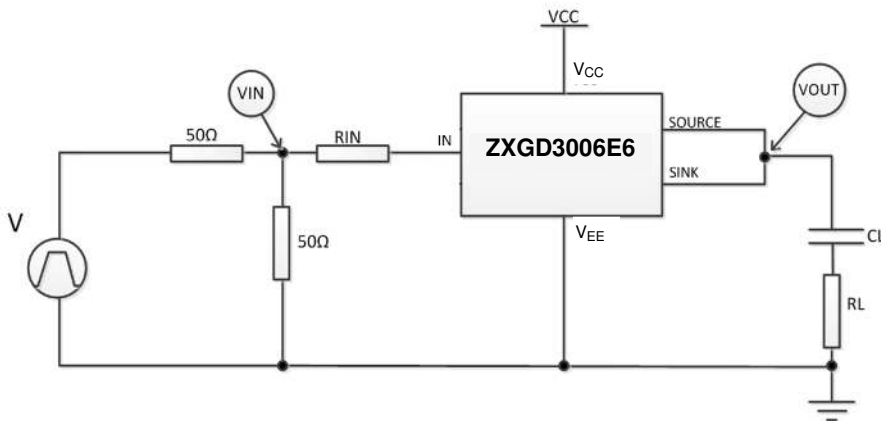 VCC
VCC
VIN
VOUT
50Ω
RIN
IN
ZXGD3006E6
SOURCE
SINK
V
50Ω
VEE
CL
RL